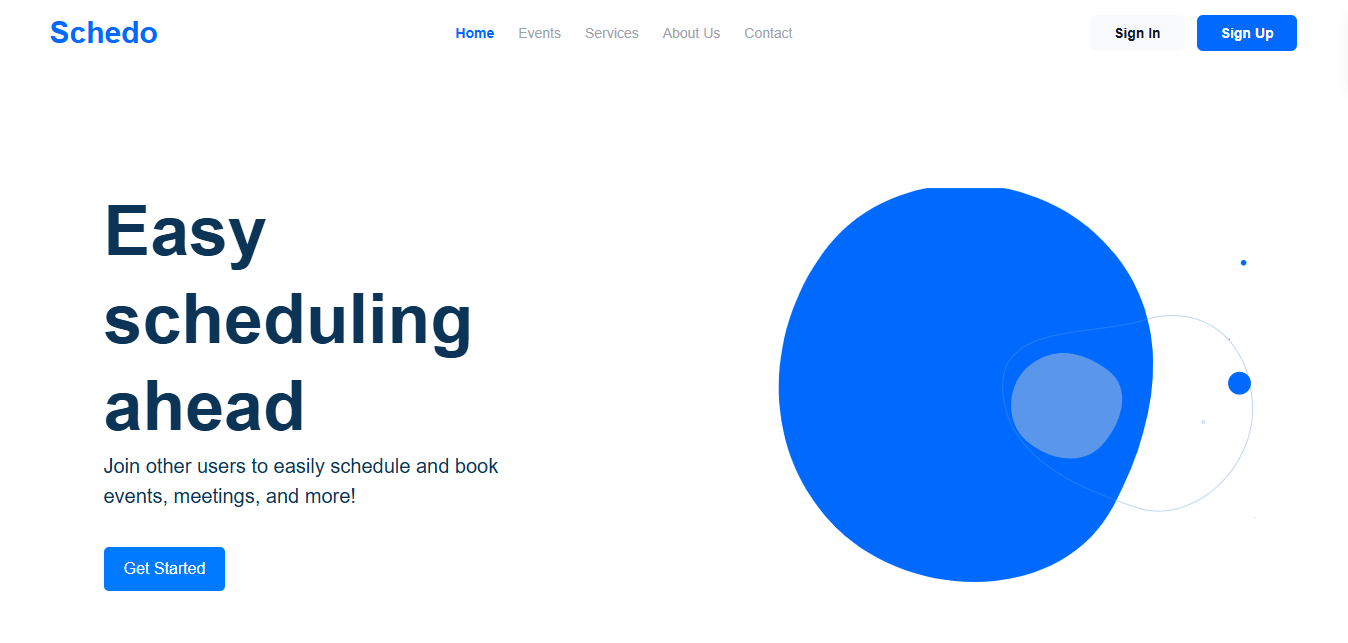 Schedo
Home Events Services About Us Contact
Sign In Sign Up
Easy
scheduling
ahead
Join other users to easily schedule and book
events, meetings, and more!
Get Started